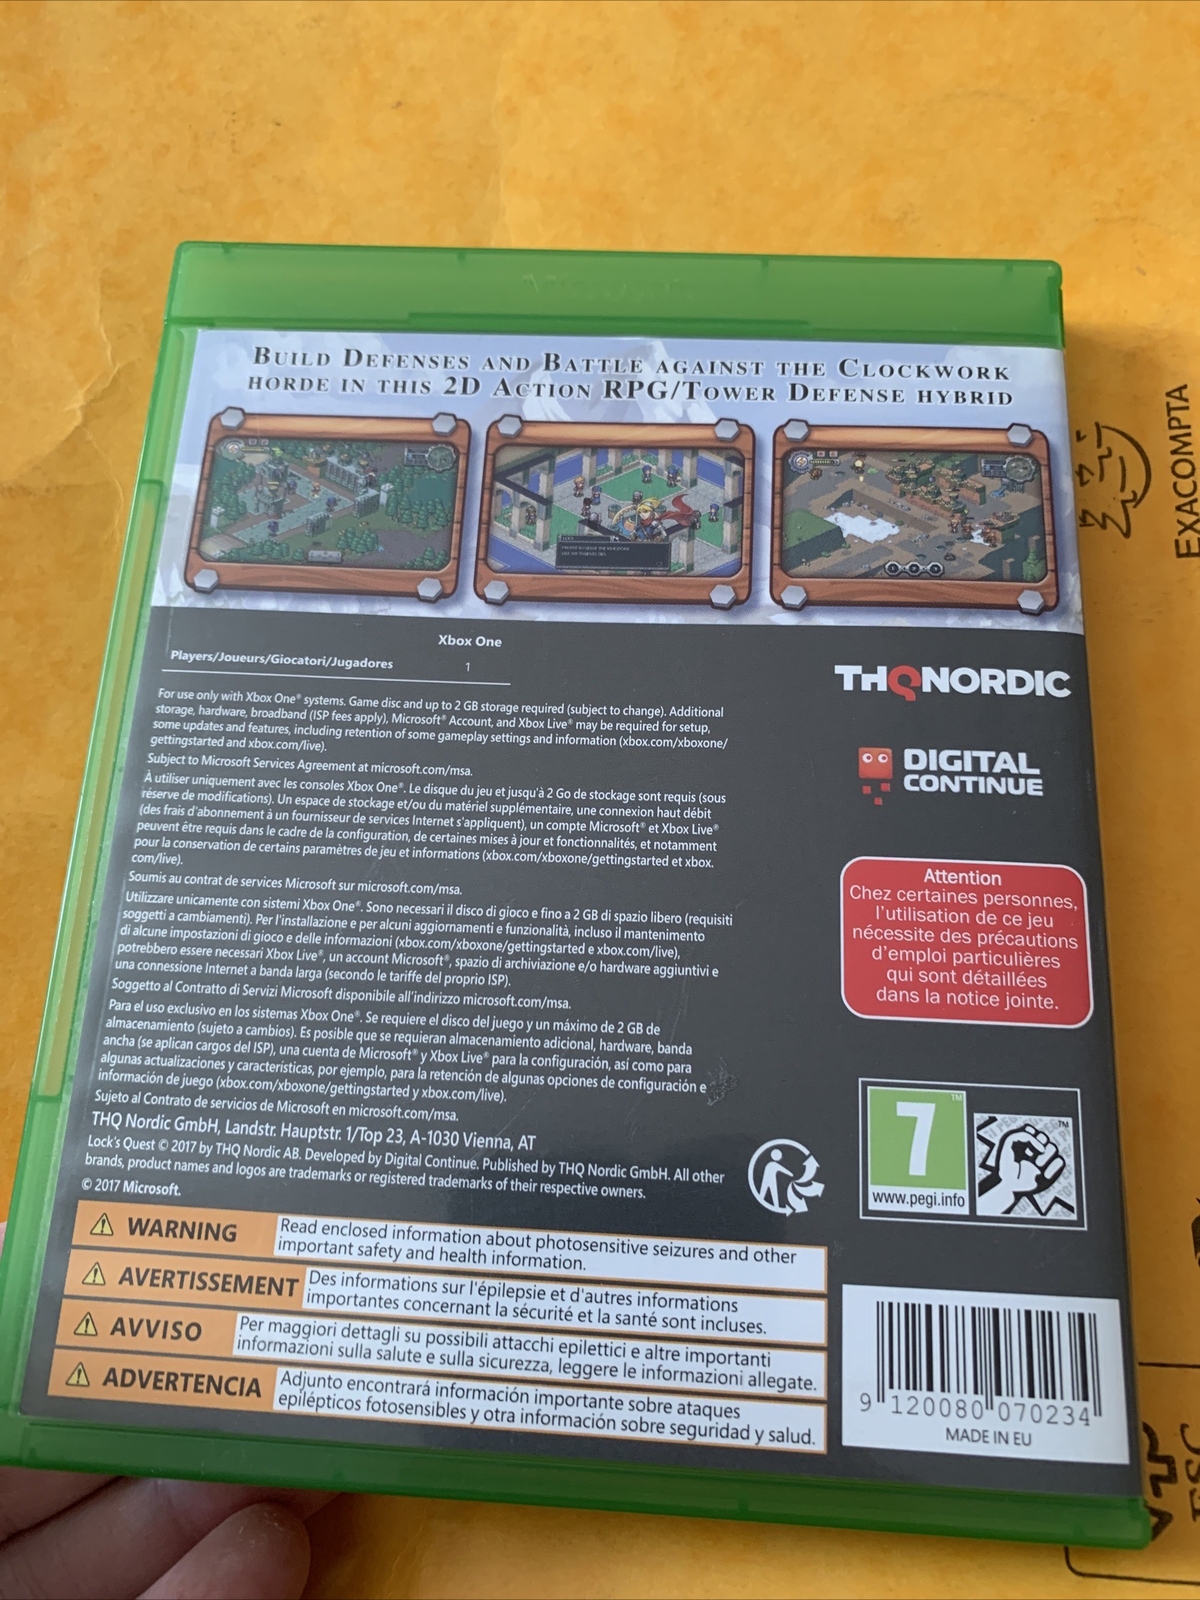 BUILD DEFENSES AND BATTLE AGAINST THE CLOCKWORK
HORDE IN THIS 2D ACTION RPG/TOWER DEFENSE HYBRID
Xbox One
Players/Joueurs/Giocatori/Jugadores 1
For use only with Xbox One® systems. Game disc and up to 2 GB storage required (subject to change). Additional
storage, hardware, broadband (ISP fees apply), Microsoft® Account, and Xbox Live® may be required for setup,
some updates and features, including retention of some gameplay settings and information (xbox.com/xboxone/
gettingstarted and xbox.com/live).
Subject to Microsoft Services Agreement at microsoft.com/msa.
À utiliser uniquement avec les consoles Xbox One®. Le disque du jeu et jusqu'à 2 Go de stockage sont requis (sous
réserve de modifications). Un espace de stockage et/ou du matériel supplémentaire, une connexion haut débit
(des frais d'abonnement à un fournisseur de services Internet s'appliquent), un compte Microsoft® et Xbox Live®
peuvent être requis dans le cadre de la configuration, de certaines mises à jour et fonctionnalités, et notamment
pour la conservation de certains paramètres de jeu et informations (xbox.com/xboxone/gettingstarted et xbox.
com/live).
Soumis au contrat de services Microsoft sur microsoft.com/msa.
Utilizzare unicamente con sistemi Xbox One®. Sono necessari il disco di gioco e fino a 2 GB di spazio libero (requisiti
soggetti a cambiamenti). Per l'installazione e per alcuni aggiornamenti e funzionalità, incluso il mantenimento
di alcune impostazioni di gioco e delle informazioni (xbox.com/xboxone/gettingstarted e xbox.com/live),
potrebbero essere necessari Xbox Live®, un account Microsoft®, spazio di archiviazione e/o hardware aggiuntivi e
una connessione Internet a banda larga (secondo le tariffe del proprio ISP).
Soggetto al Contratto di Servizi Microsoft disponibile all'indirizzo microsoft.com/msa.
Para el uso exclusivo en los sistemas Xbox One®. Se requiere el disco del juego y un máximo de 2 GB de
almacenamiento (sujeto a cambios). Es posible que se requieran almacenamiento adicional, hardware, banda
ancha (se aplican cargos del ISP), una cuenta de Microsoft® y Xbox Live® para la configuración, así como para
algunas actualizaciones y características, por ejemplo, para la retención de algunas opciones de configuración e
información de juego (xbox.com/xboxone/gettingstarted y xbox.com/live).
Sujeto al Contrato de servicios de Microsoft en microsoft.com/msa.
THQ Nordic GmbH, Landstr. Hauptstr. 1/Top 23, A-1030 Vienna, AT
Lock's Quest © 2017 by THQ Nordic AB. Developed by Digital Continue. Published by THQ Nordic GmbH. All other
brands, product names and logos are trademarks or registered trademarks of their respective owners.
© 2017 Microsoft.
THQNORDIC
DIGITAL
CONTINUE
Attention
Chez certaines personnes,
l'utilisation de ce jeu
nécessite des précautions
d'emploi particulières
qui sont détaillées
dans la notice jointe.
7
TM
www.pegi.info
TM
WARNING Read enclosed information about photosensitive seizures and other
important safety and health information.
AVERTISSEMENT Des informations sur l'épilepsie et d'autres informations
importantes concernant la sécurité et la santé sont incluses.
AVVISO Per maggiori dettagli su possibili attacchi epilettici e altre importanti
informazioni sulla salute e sulla sicurezza, leggere le informazioni allegate.
ADVERTENCIA Adjunto encontrará información importante sobre ataques
epilépticos fotosensibles y otra información sobre seguridad y salud.
9 120080 070234
MADE IN EU
EXACOMPTA